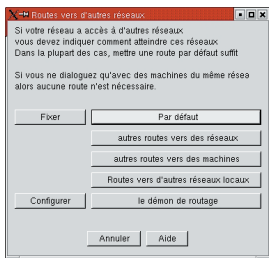 Routes vers d'autres réseaux
Si votre réseau a accès à d'autres réseaux
vous devez indiquer comment atteindre ces réseaux
Dans la plupart des cas, mettre une route par défaut suffit
Si vous ne dialoguez qu'avec des machines du même résea
alors aucune route n'est nécessaire.
Fixer Par défaut
autres routes vers des réseaux
autres routes vers des machines
Routes vers d'autres réseaux locaux
Configurer le démon de routage
Annuler Aide